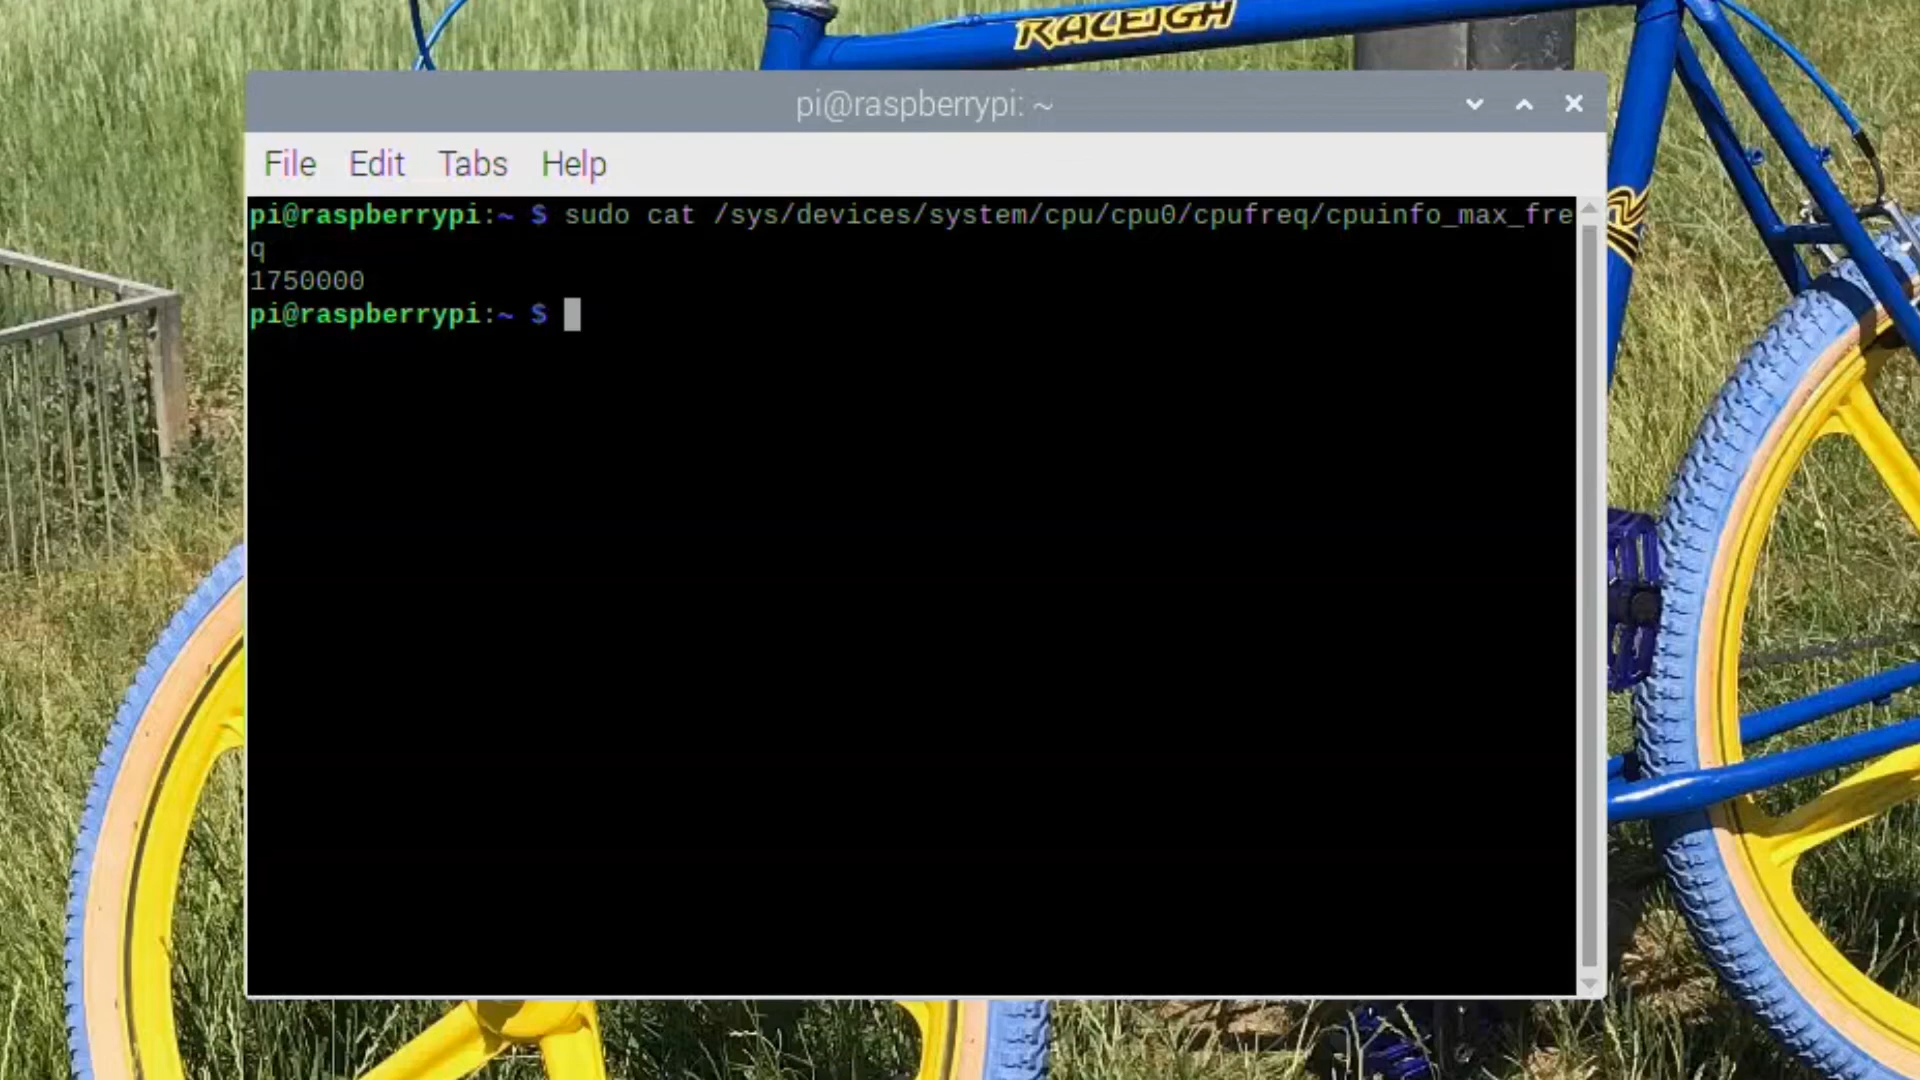 RALEIGH
pi@raspberrypi: ~
File Edit Tabs Help
pi@raspberrypi:~ $ sudo cat /sys/devices/system/cpu/cpu0/cpufreq/cpuinfo_max_fre
q
1750000
pi@raspberrypi:~ $